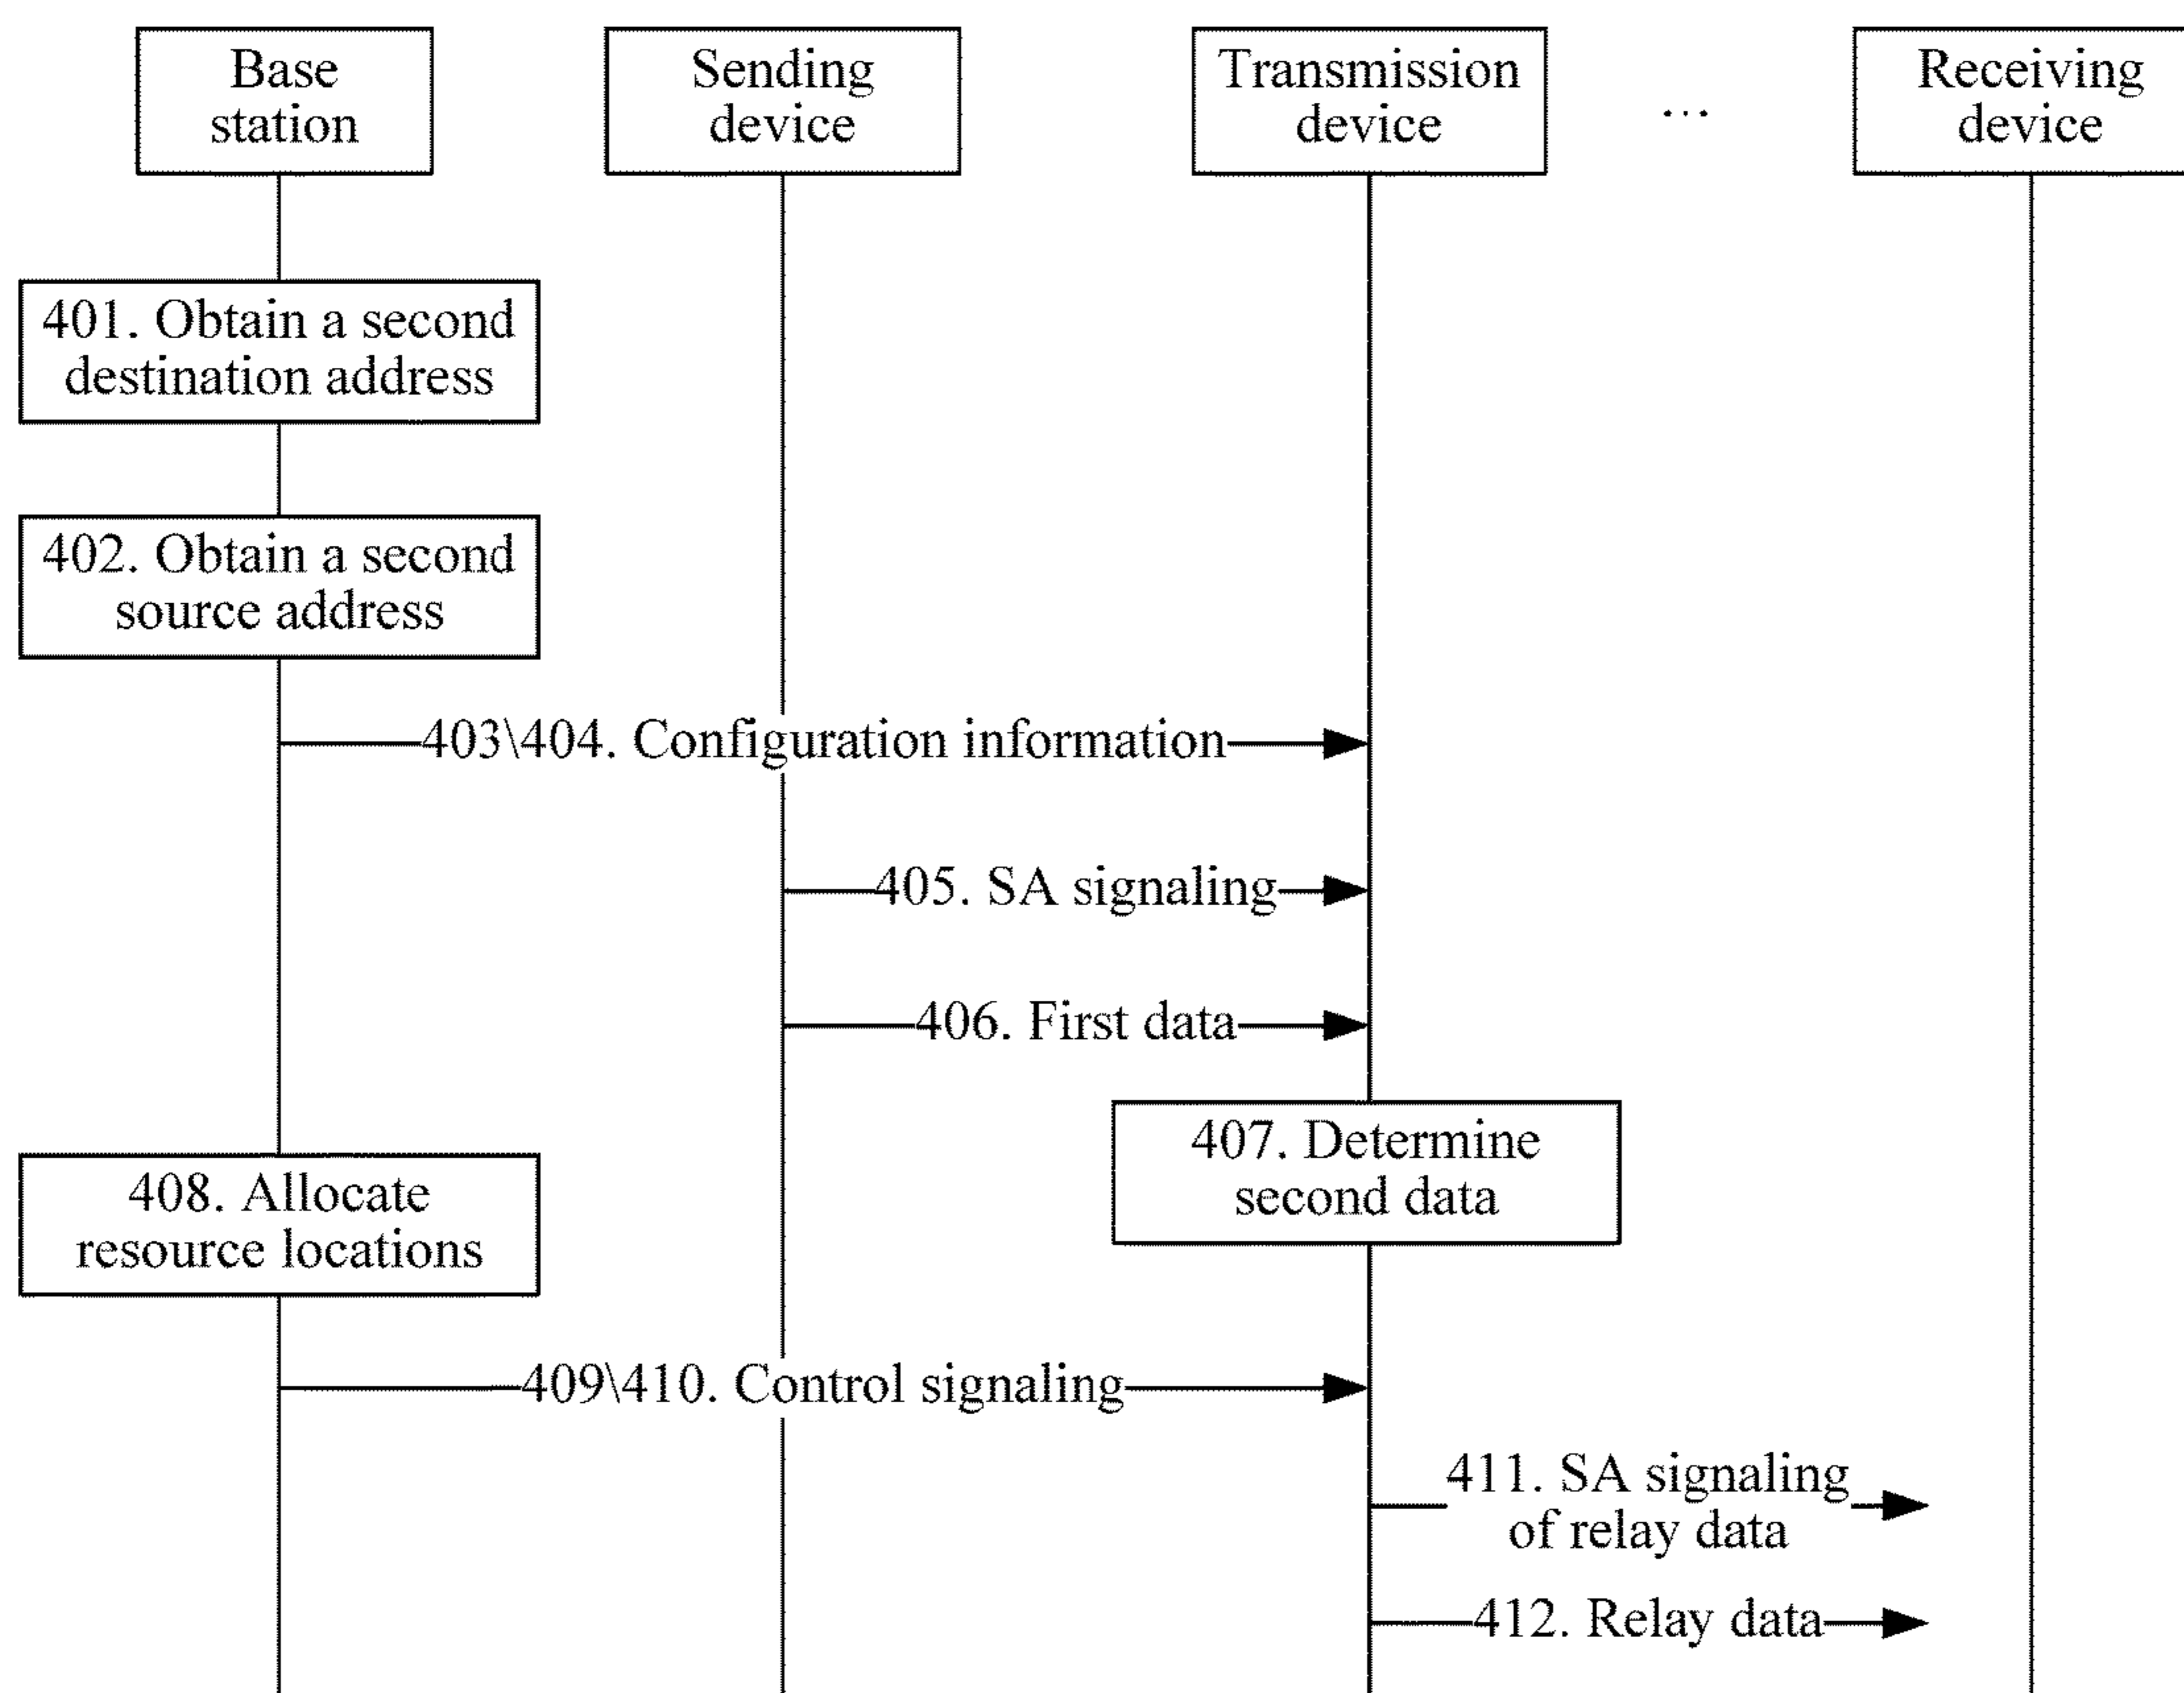 Base
station
Sending
device
Transmission
device
...
Receiving
device
401. Obtain a second
destination address
402. Obtain a second
source address
403\404. Configuration information
405. SA signaling
406. First data
407. Determine
second data
408. Allocate
resource locations
409\410. Control signaling
411. SA signaling
of relay data
412. Relay data